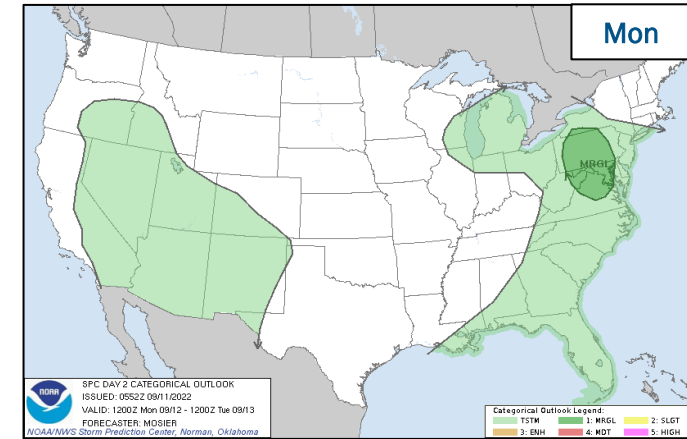 Mon
MRGL
NOAA
SPC DAY 2 CATEGORICAL OUTLOOK
ISSUED: 0552Z 09/11/2022
VALID: 1200Z Mon 09/12 - 1200Z Tue 09/13
FORECASTER: MOSIER
NOAA/NWS Storm Prediction Center, Norman, Oklahoma
Categorical Outlook Legend:
TSTM 1: MRGL 2: SLGT
3: ENH 4: MDT 5: HIGH